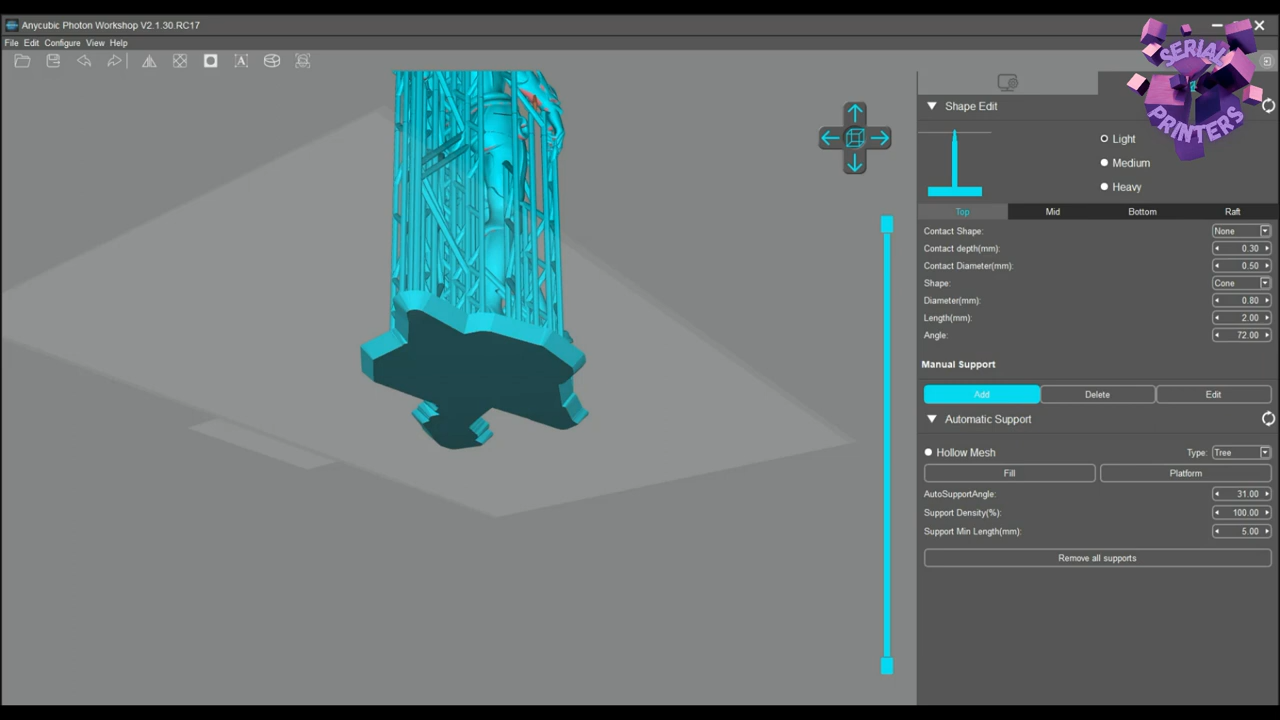 Anycubic Photon Workshop V2.1.30.RC17
File Edit Configure View Help
SERIAL
PRINTERS
Shape Edit
Light
Medium
Heavy
Top Mid Bottom Raft
Contact Shape: None
Contact depth(mm): 0.30
Contact Diameter(mm): 0.50
Shape: Cone
Diameter(mm): 0.80
Length(mm): 2.00
Angle: 72.00
Manual Support
Add Delete Edit
Automatic Support
Hollow Mesh Type: Tree
Fill Platform
AutoSupportAngle: 31.00
Support Density(%): 100.00
Support Min Length(mm): 5.00
Remove all supports